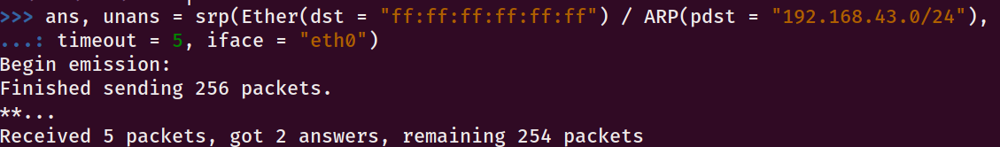 >>> ans, unans = srp(Ether(dst = "ff:ff:ff:ff:ff:ff") / ARP(pdst = "192.168.43.0/24"),
...: timeout = 5, iface = "eth0")
Begin emission:
Finished sending 256 packets.
**...
Received 5 packets, got 2 answers, remaining 254 packets